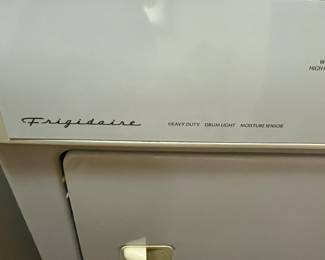 Frigidaire HEAVY DUTY DRUM LIGHT MOISTURE SENSOR